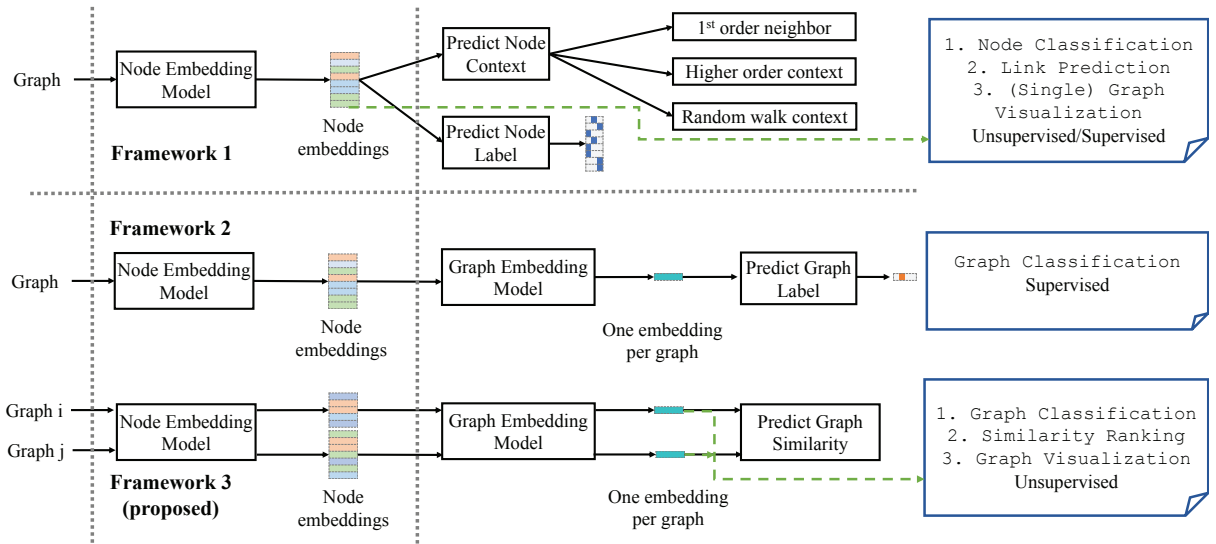 Graph
Node Embedding
Model
Node
embeddings
Framework 1
Predict Node
Context
Predict Node
Label
1st order neighbor
Higher order context
Random walk context
1. Node Classification
2. Link Prediction
3. (Single) Graph
Visualization
Unsupervised/Supervised
Framework 2
Graph
Node Embedding
Model
Node
embeddings
Graph Embedding
Model
One embedding
per graph
Predict Graph
Label
Graph Classification
Supervised
Graph i
Graph j
Node Embedding
Model
Framework 3
(proposed)
Node
embeddings
Graph Embedding
Model
One embedding
per graph
Predict Graph
Similarity
1. Graph Classification
2. Similarity Ranking
3. Graph Visualization
Unsupervised